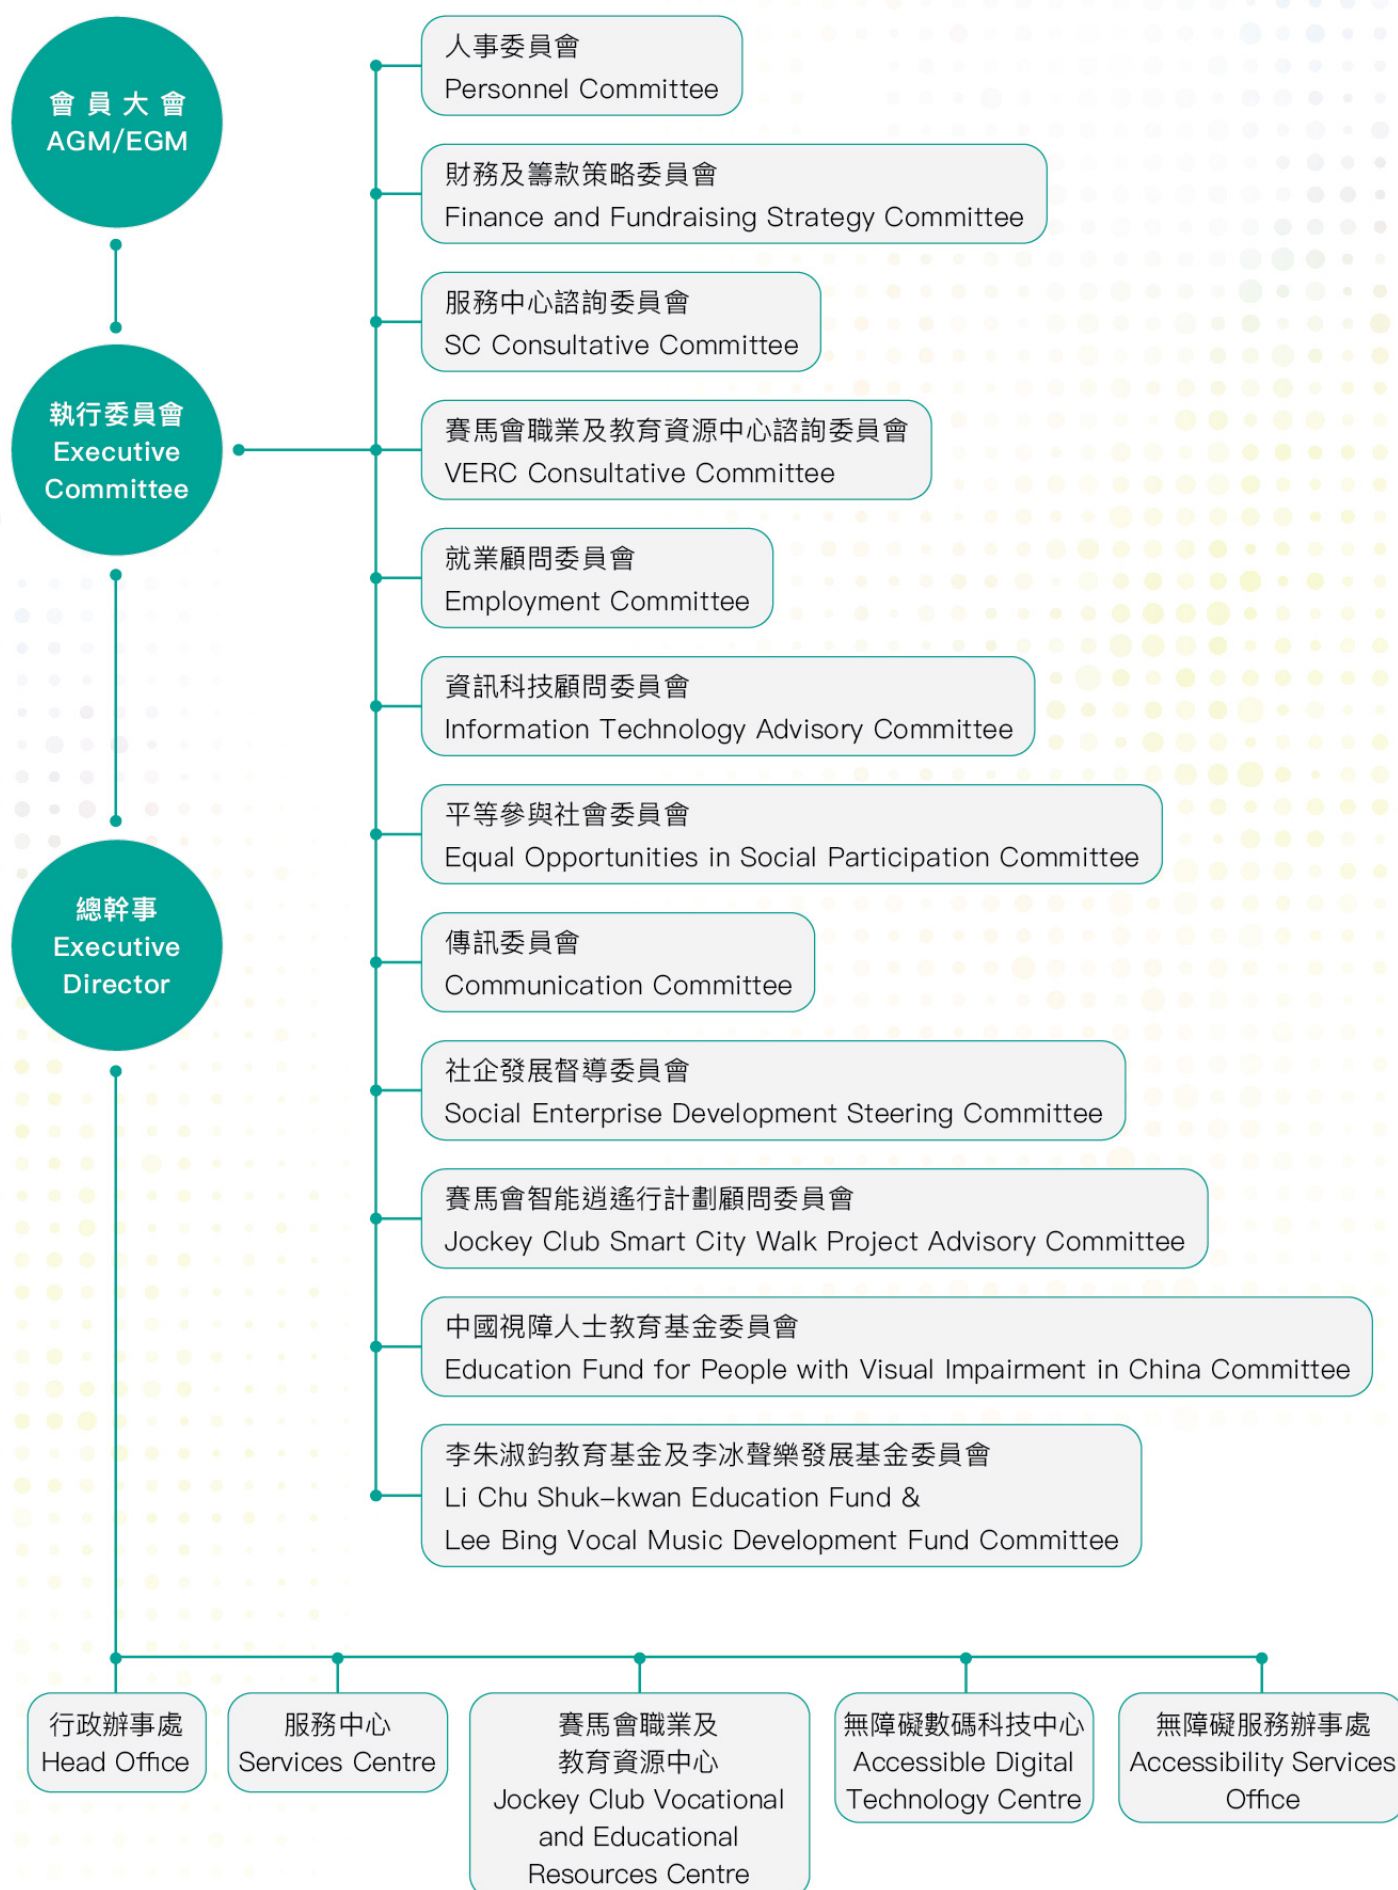 會員大會
AGM/EGM
執行委員會
Executive
Committee
總幹事
Executive
Director
人事委員會
Personnel Committee
財務及籌款策略委員會
Finance and Fundraising Strategy Committee
服務中心諮詢委員會
SC Consultative Committee
賽馬會職業及教育資源中心諮詢委員會
VERC Consultative Committee
就業顧問委員會
Employment Committee
資訊科技顧問委員會
Information Technology Advisory Committee
平等參與社會委員會
Equal Opportunities in Social Participation Committee
傳訊委員會
Communication Committee
社企發展督導委員會
Social Enterprise Development Steering Committee
賽馬會智能逍遙行計劃顧問委員會
Jockey Club Smart City Walk Project Advisory Committee
中國視障人士教育基金委員會
Education Fund for People with Visual Impairment in China Committee
李朱淑鈞教育基金及李冰聲樂發展基金委員會
Li Chu Shuk-kwan Education Fund &
Lee Bing Vocal Music Development Fund Committee
行政辦事處
Head Office
服務中心
Services Centre
賽馬會職業及
教育資源中心
Jockey Club Vocational
and Educational
Resources Centre
無障礙數碼科技中心
Accessible Digital
Technology Centre
無障礙服務辦事處
Accessibility Services
Office